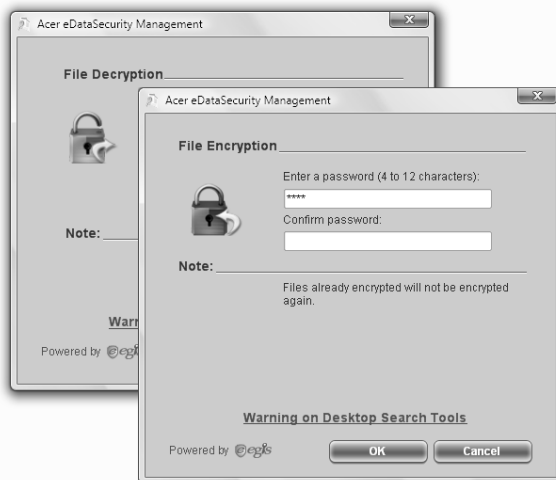 Acer eDataSecurity Management
File Decryption
Note:
Powered by egis
Acer eDataSecurity Management
x
File Encryption
Enter a password (4 to 12 characters):
****
Confirm password:
Note:
Files already encrypted will not be encrypted
again.
Warning on Desktop Search Tools
Powered by egis
OK
Cancel